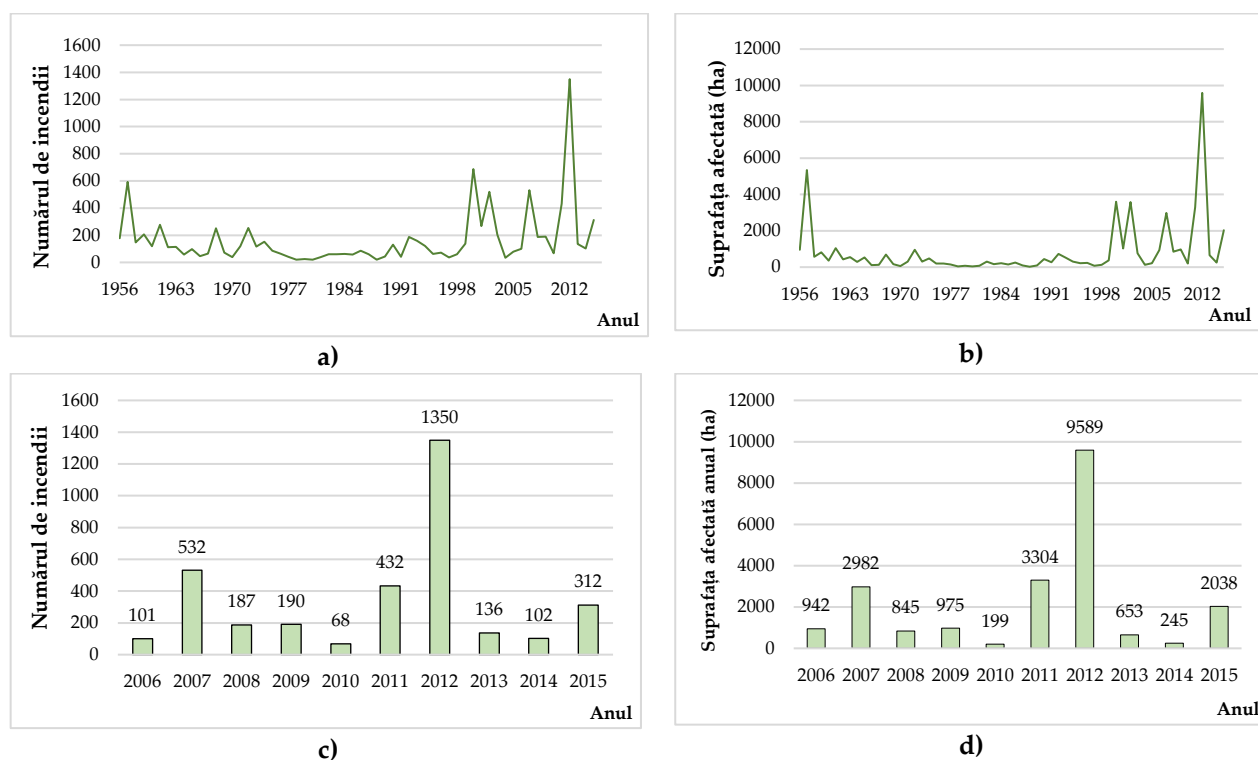 Numărul de incendii
1600
1400
1200
1000
800
600
400
200
0
1956 1963 1970 1977 1984 1991 1998 2005 2012
Anul
a)
Suprafața afectată (ha)
12000
10000
8000
6000
4000
2000
0
1956 1963 1970 1977 1984 1991 1998 2005 2012
Anul
b)
Numărul de incendii
1600
1400
1200
1000
800
600
400
200
0
101 532 187 190 68 432 1350 136 102 312
2006 2007 2008 2009 2010 2011 2012 2013 2014 2015
Anul
c)
Suprafața afectată anual (ha)
12000
10000
8000
6000
4000
2000
0
942 2982 845 975 199 3304 9589 653 245 2038
2006 2007 2008 2009 2010 2011 2012 2013 2014 2015
Anul
d)